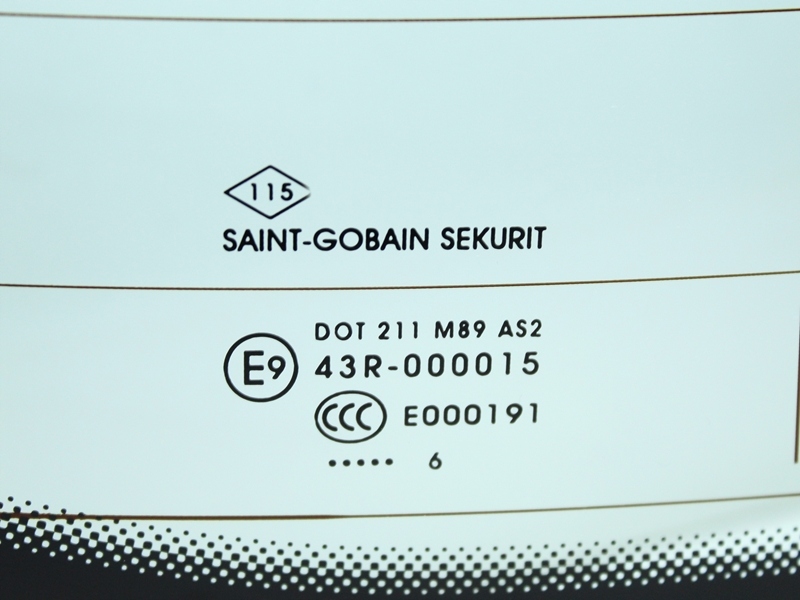 115
SAINT-GOBAIN SEKURIT
DOT 211 M89 AS2
E9 43R-000015
CCC E000191
..... 6